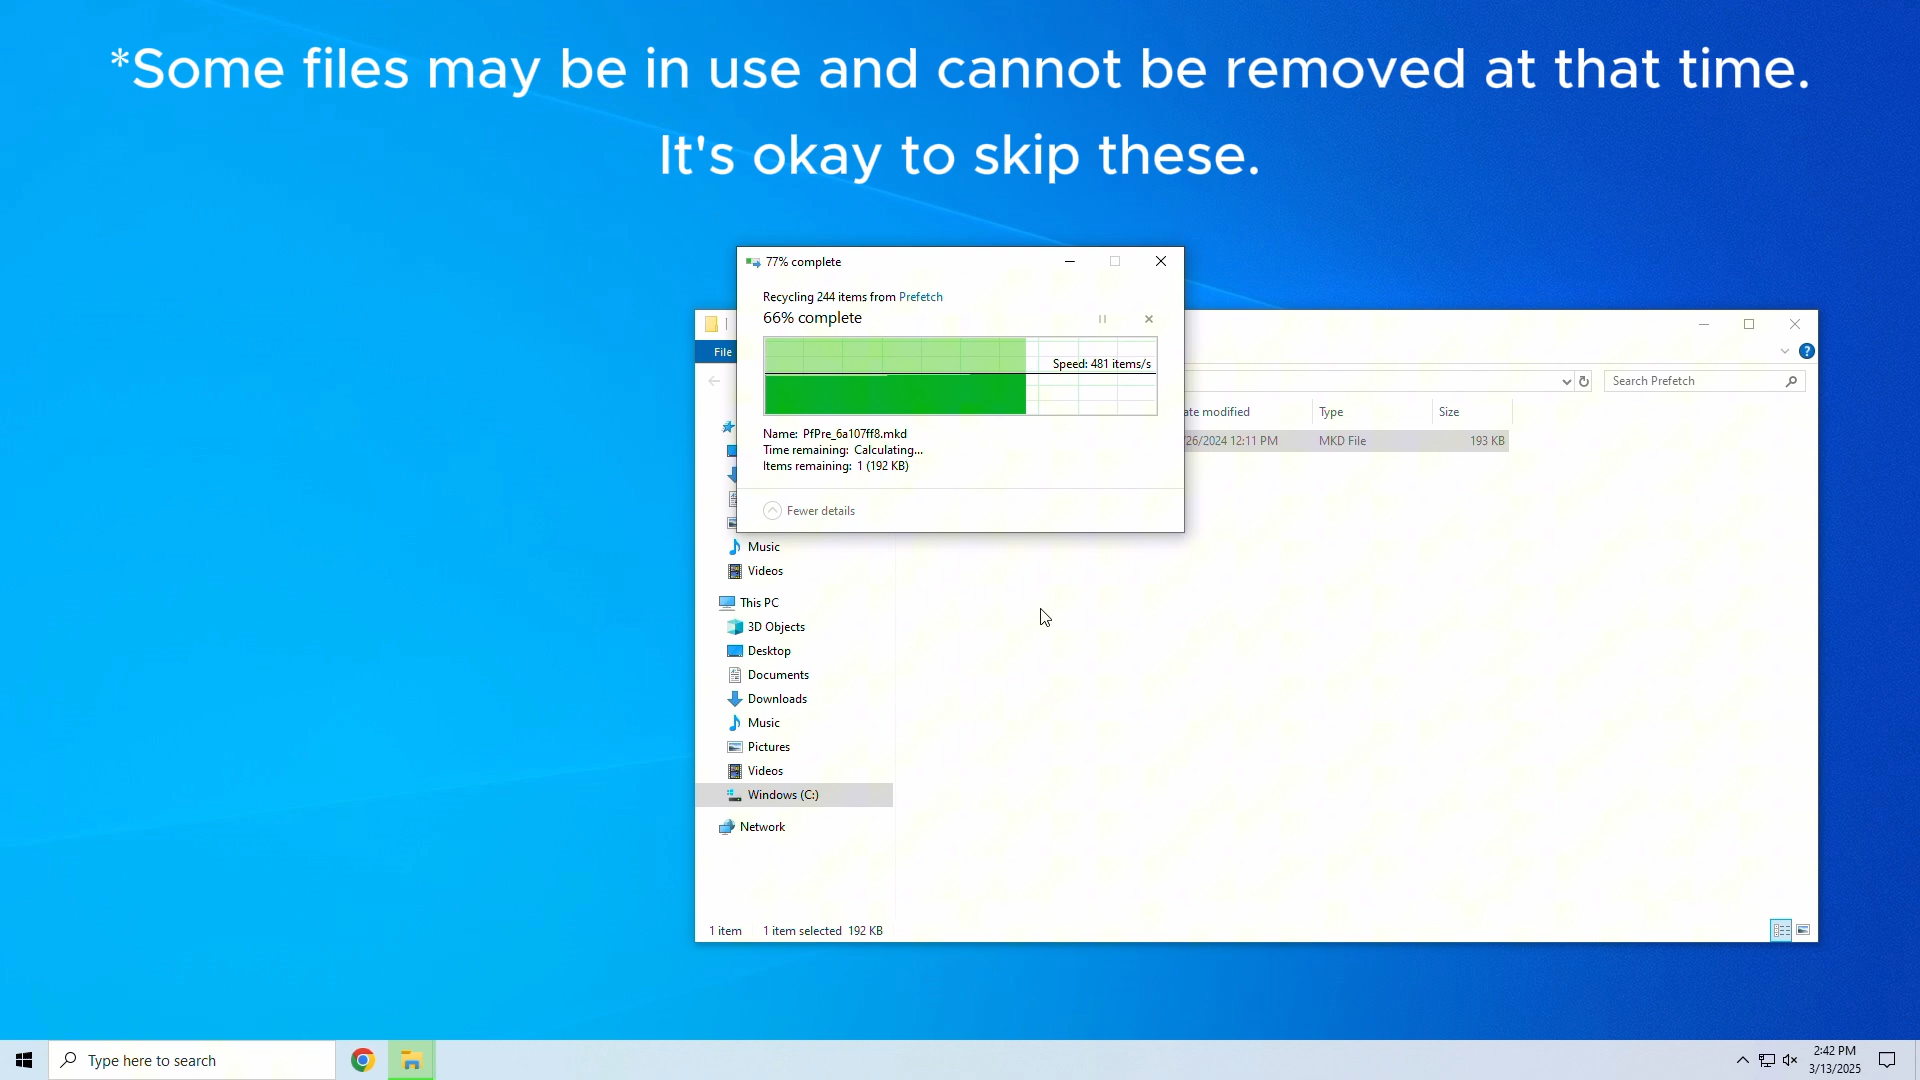 *Some files may be in use and cannot be removed at that time.
It's okay to skip these.
77% complete
Recycling 244 items from Prefetch
66% complete
Speed: 481 items/s
Name: PfPre_6a107ff8.mkd
Time remaining: Calculating...
Items remaining: 1 (192 KB)
Fewer details
File
Search Prefetch
ate modified
Type
Size
/26/2024 12:11 PM
MKD File
193 KB
Music
Videos
This PC
3D Objects
Desktop
Documents
Downloads
Music
Pictures
Videos
Windows (C:)
Network
1 item
1 item selected 192 KB
Type here to search
2:42 PM
3/13/2025